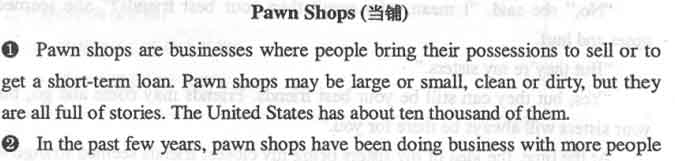 Pawn Shops (当铺)
❶ Pawn shops are businesses where people bring their possessions to sell or to
get a short-term loan. Pawn shops may be large or small, clean or dirty, but they
are all full of stories. The United States has about ten thousand of them.
❷ In the past few years, pawn shops have been doing business with more people